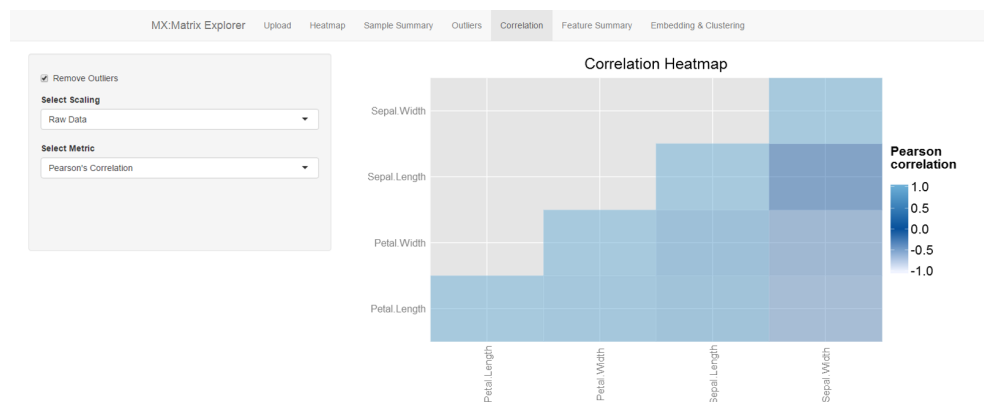 MX:Matrix Explorer Upload Heatmap Sample Summary Outliers Correlation Feature Summary Embedding & Clustering
Remove Outliers
Select Scaling
Raw Data
Select Metric
Pearson's Correlation
Correlation Heatmap
Sepal.Width
Sepal.Length
Petal.Width
Petal.Length
Petal.Length
Petal.Width
Sepal.Length
Sepal.Width
Pearson
correlation
1.0
0.5
0.0
-0.5
-1.0